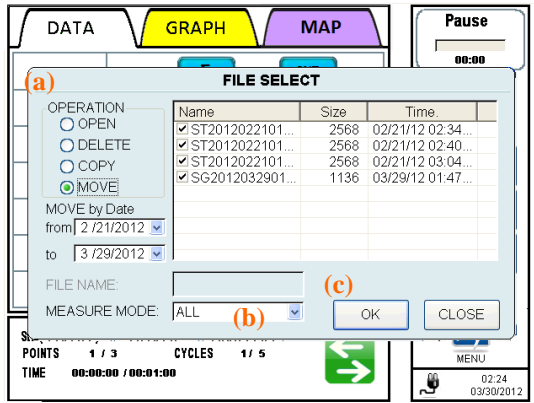 DATA GRAPH MAP Pause
00:00
(a) FILE SELECT
OPERATION
OPEN
DELETE
COPY
MOVE
MOVE by Date
from 2 /21/2012
to 3 /29/2012
Name Size Time.
ST2012022101... 2568 02/21/12 02:34...
ST2012022101... 2568 02/21/12 02:40...
ST2012022101... 2568 02/21/12 03:04...
SG2012032901... 1136 03/29/12 01:47...
FILE NAME:
MEASURE MODE: ALL (b)
(c)
OK CLOSE
POINTS 1 / 3 CYCLES 1 / 5
TIME 00:00:00 / 00:01:00
MENU
02:24
03/30/2012